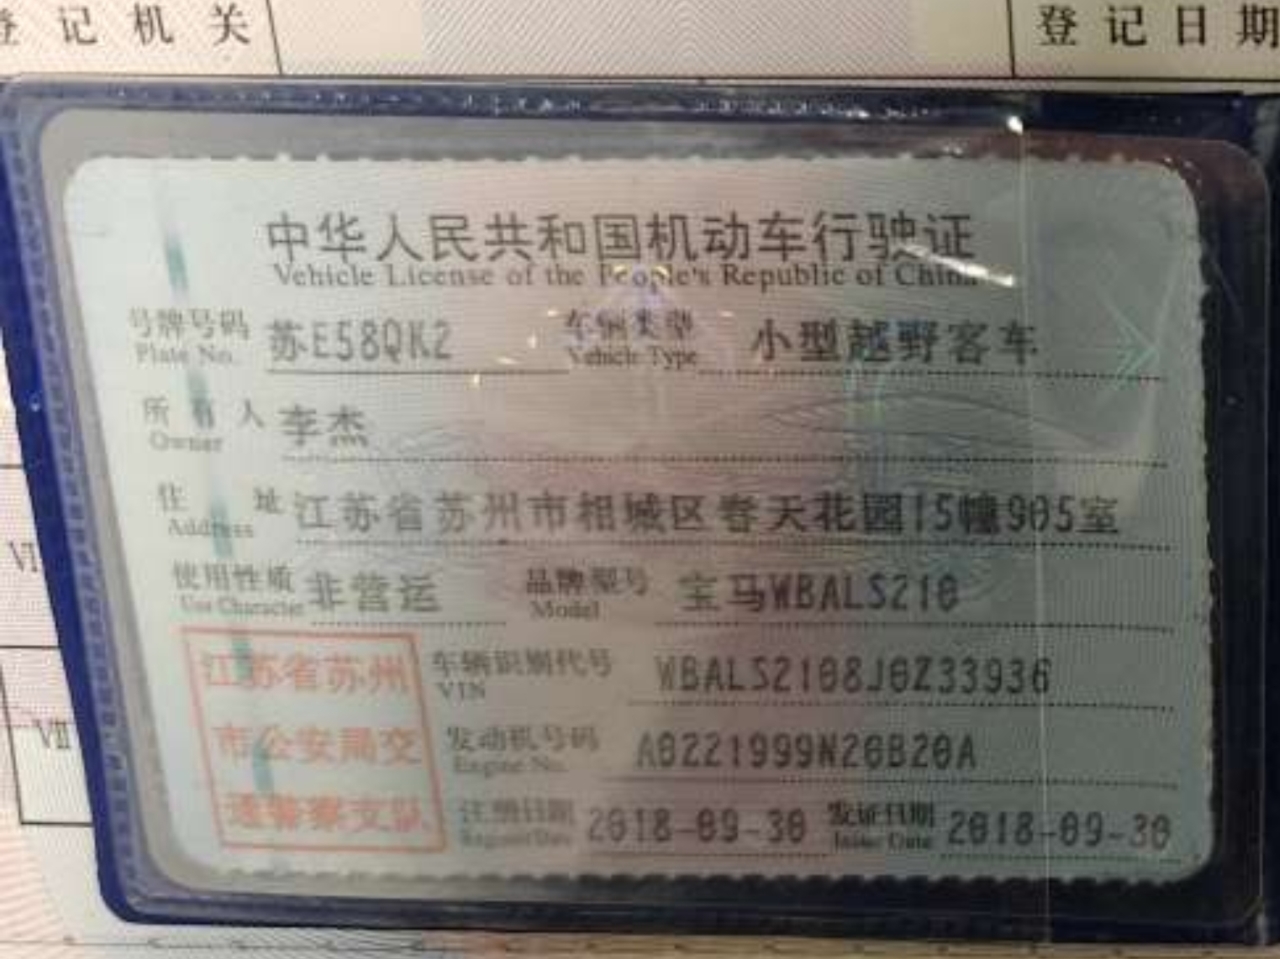 登记机关 登记日期
中华人民共和国机动车行驶证
Vehicle License of the People's Republic of China
号牌号码 苏E58QK2 车辆类型 小型越野客车
Plate No. Vehicle Type
所有人 李杰
Owner
住址 江苏省苏州市相城区春天花园15幢905室
Address
使用性质 非营运 品牌型号 宝马WBALS210
Use Character Model
江苏省苏州 车辆识别代号 WBALS2108J0Z33936
VIN
市公安局交 发动机号码 A0221999N20B20A
Engine No.
通警察支队 注册日期 2018-09-30 发证日期 2018-09-30
Register Date Issue Date
VI
VII